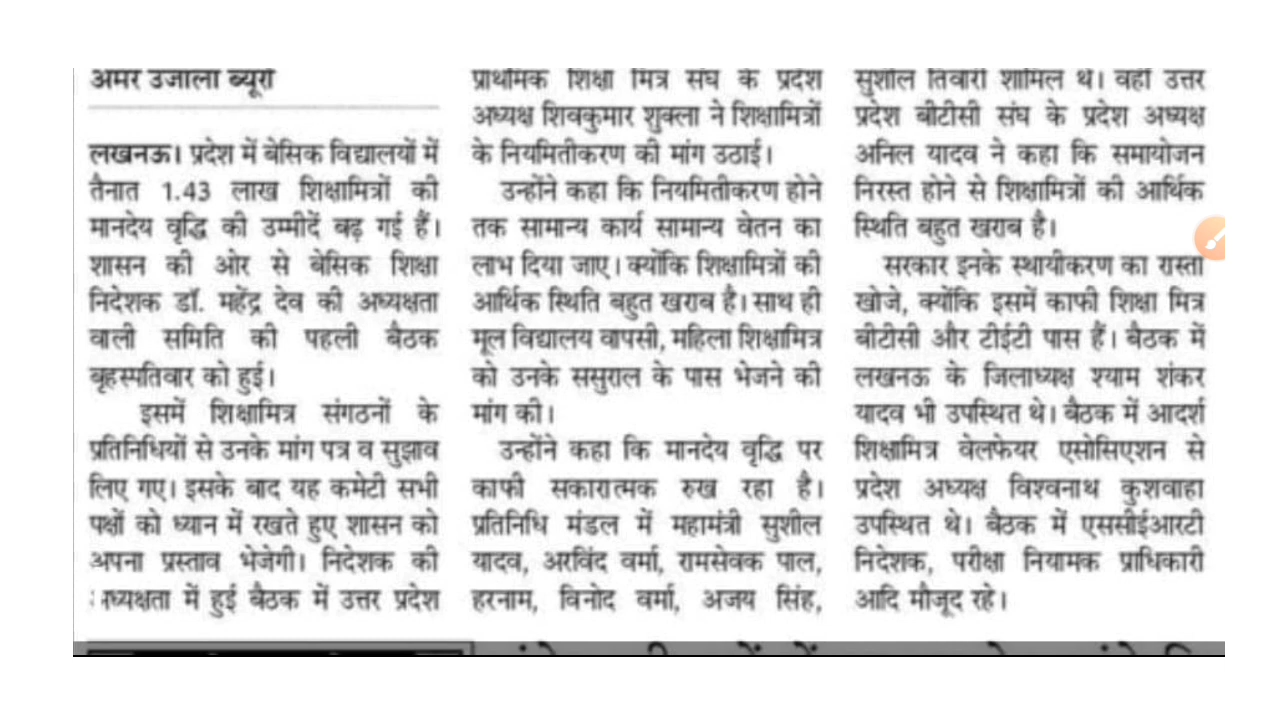 अमर उजाला ब्यूरो
लखनऊ। प्रदेश में बेसिक विद्यालयों में
तैनात 1.43 लाख शिक्षामित्रों की
मानदेय वृद्धि की उम्मीदें बढ़ गई हैं।
शासन की ओर से बेसिक शिक्षा
निदेशक डॉ. महेंद्र देव की अध्यक्षता
वाली समिति की पहली बैठक
बृहस्पतिवार को हुई।
इसमें शिक्षामित्र संगठनों के
प्रतिनिधियों से उनके मांग पत्र व सुझाव
लिए गए। इसके बाद यह कमेटी सभी
पक्षों को ध्यान में रखते हुए शासन को
अपना प्रस्ताव भेजेगी। निदेशक की
अध्यक्षता में हुई बैठक में उत्तर प्रदेश
प्राथमिक शिक्षा मित्र संघ के प्रदेश
अध्यक्ष शिवकुमार शुक्ला ने शिक्षामित्रों
के नियमितीकरण की मांग उठाई।
उन्होंने कहा कि नियमितीकरण होने
तक सामान्य कार्य सामान्य वेतन का
लाभ दिया जाए। क्योंकि शिक्षामित्रों की
आर्थिक स्थिति बहुत खराब है। साथ ही
मूल विद्यालय वापसी, महिला शिक्षामित्र
को उनके ससुराल के पास भेजने की
मांग की।
उन्होंने कहा कि मानदेय वृद्धि पर
काफी सकारात्मक रुख रहा है।
प्रतिनिधि मंडल में महामंत्री सुशील
यादव, अरविंद वर्मा, रामसेवक पाल,
हरनाम, विनोद वर्मा, अजय सिंह,
सुशील तिवारी शामिल थे। वहीं उत्तर
प्रदेश बीटीसी संघ के प्रदेश अध्यक्ष
अनिल यादव ने कहा कि समायोजन
निरस्त होने से शिक्षामित्रों की आर्थिक
स्थिति बहुत खराब है।
सरकार इनके स्थायीकरण का रास्ता
खोजे, क्योंकि इसमें काफी शिक्षा मित्र
बीटीसी और टीईटी पास हैं। बैठक में
लखनऊ के जिलाध्यक्ष श्याम शंकर
यादव भी उपस्थित थे। बैठक में आदर्श
शिक्षामित्र वेलफेयर एसोसिएशन से
प्रदेश अध्यक्ष विश्वनाथ कुशवाहा
उपस्थित थे। बैठक में एससीईआरटी
निदेशक, परीक्षा नियामक प्राधिकारी
आदि मौजूद रहे।